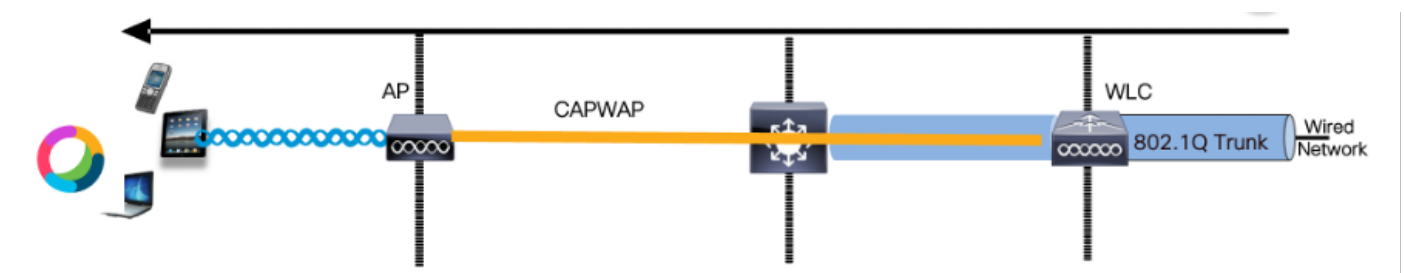 AP
CAPWAP
WLC
802.1Q Trunk
Wired
Network